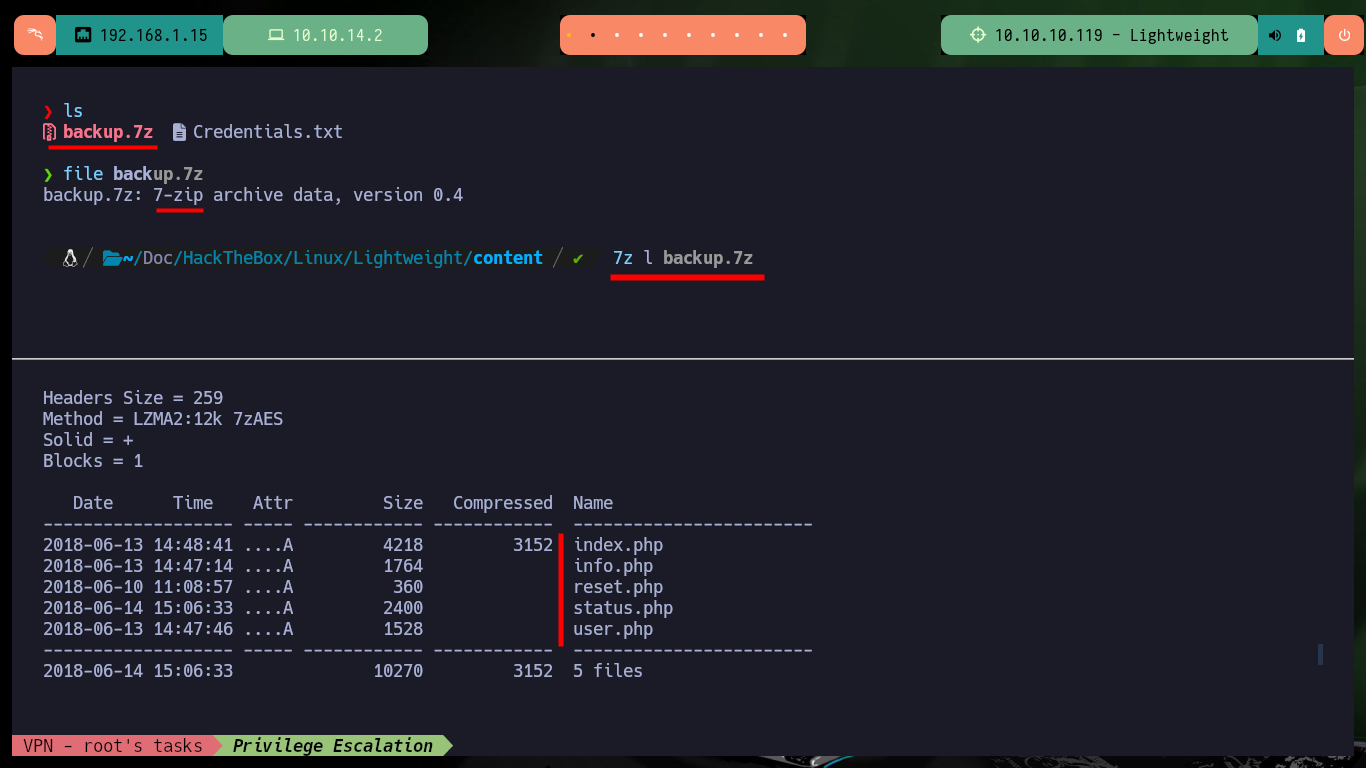 192.168.1.15 10.10.14.2 10.10.10.119 - Lightweight
❯ ls
backup.7z Credentials.txt
❯ file backup.7z
backup.7z: 7-zip archive data, version 0.4
/ ~/Doc/HackTheBox/Linux/Lightweight/content / ✔ 7z l backup.7z
Headers Size = 259
Method = LZMA2:12k 7zAES
Solid = +
Blocks = 1
Date Time Attr Size Compressed Name
------------------- ----- ------------ ------------ ------------------------
2018-06-13 14:48:41 ....A 4218 3152 index.php
2018-06-13 14:47:14 ....A 1764 info.php
2018-06-10 11:08:57 ....A 360 reset.php
2018-06-14 15:06:33 ....A 2400 status.php
2018-06-13 14:47:46 ....A 1528 user.php
------------------- ----- ------------ ------------ ------------------------
2018-06-14 15:06:33 10270 3152 5 files
VPN - root's tasks Privilege Escalation